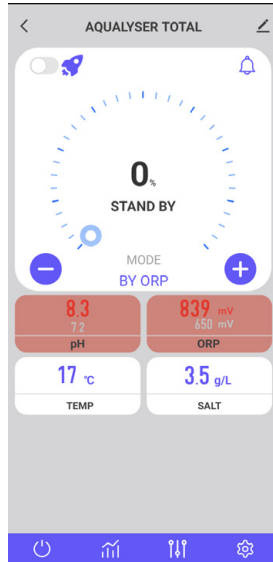 AQUALYSER TOTAL
0%
STAND BY
MODE
BY ORP
8.3
7.2
pH
839 mV
650 mV
ORP
17 °C
TEMP
3.5 g/L
SALT